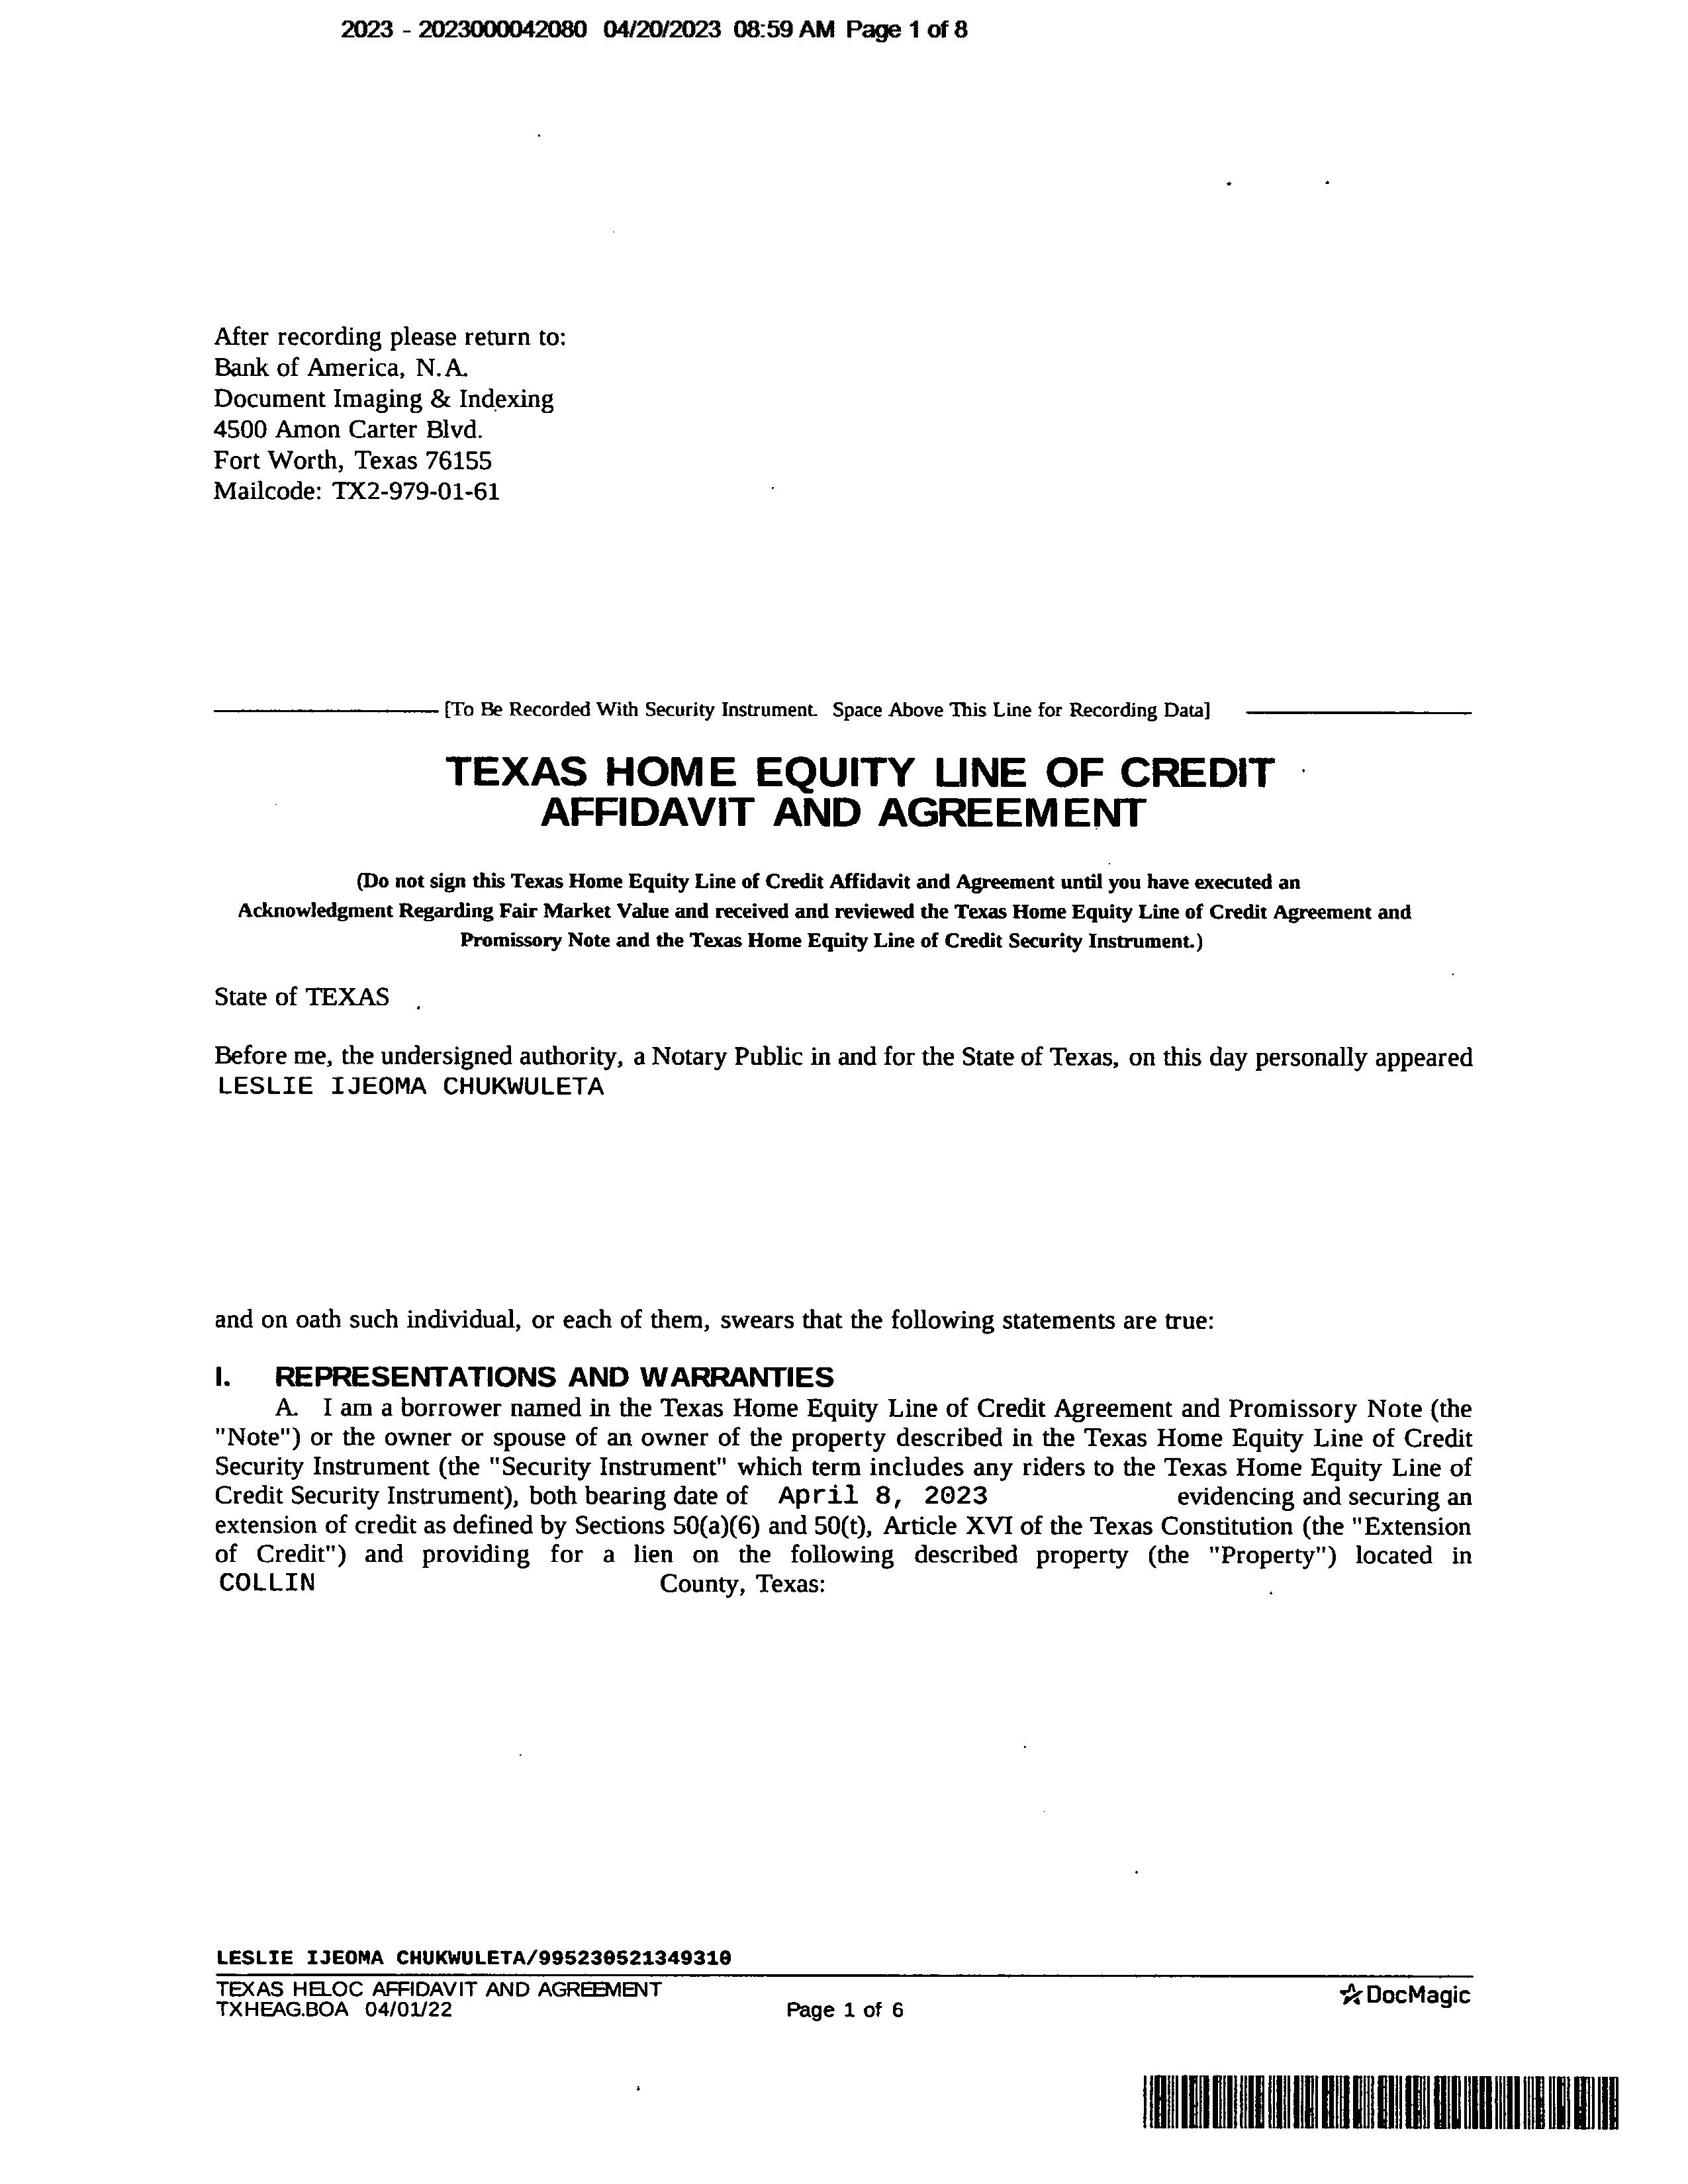 2023 - 2023000042080 04/20/2023 08:59 AM Page 1 of 8
After recording please return to:
Bank of America, N.A.
Document Imaging & Indexing
4500 Amon Carter Blvd.
Fort Worth, Texas 76155
Mailcode: TX2-979-01-61
[To Be Recorded With Security Instrument. Space Above This Line for Recording Data]
TEXAS HOME EQUITY LINE OF CREDIT
AFFIDAVIT AND AGREEMENT
(Do not sign this Texas Home Equity Line of Credit Affidavit and Agreement until you have executed an
Acknowledgment Regarding Fair Market Value and received and reviewed the Texas Home Equity Line of Credit Agreement and
Promissory Note and the Texas Home Equity Line of Credit Security Instrument.)
State of TEXAS
Before me, the undersigned authority, a Notary Public in and for the State of Texas, on this day personally appeared
LESLIE IJEOMA CHUKWULETA
and on oath such individual, or each of them, swears that the following statements are true:
I. REPRESENTATIONS AND WARRANTIES
A. I am a borrower named in the Texas Home Equity Line of Credit Agreement and Promissory Note (the
"Note") or the owner or spouse of an owner of the property described in the Texas Home Equity Line of Credit
Security Instrument (the "Security Instrument" which term includes any riders to the Texas Home Equity Line of
Credit Security Instrument), both bearing date of April 8, 2023 evidencing and securing an
extension of credit as defined by Sections 50(a)(6) and 50(t), Article XVI of the Texas Constitution (the "Extension
of Credit") and providing for a lien on the following described property (the "Property") located in
COLLIN County, Texas:
LESLIE IJEOMA CHUKWULETA/995230521349310
TEXAS HELOC AFFIDAVIT AND AGREEMENT
TXHEAG.BOA 04/01/22
Page 1 of 6
DocMagic